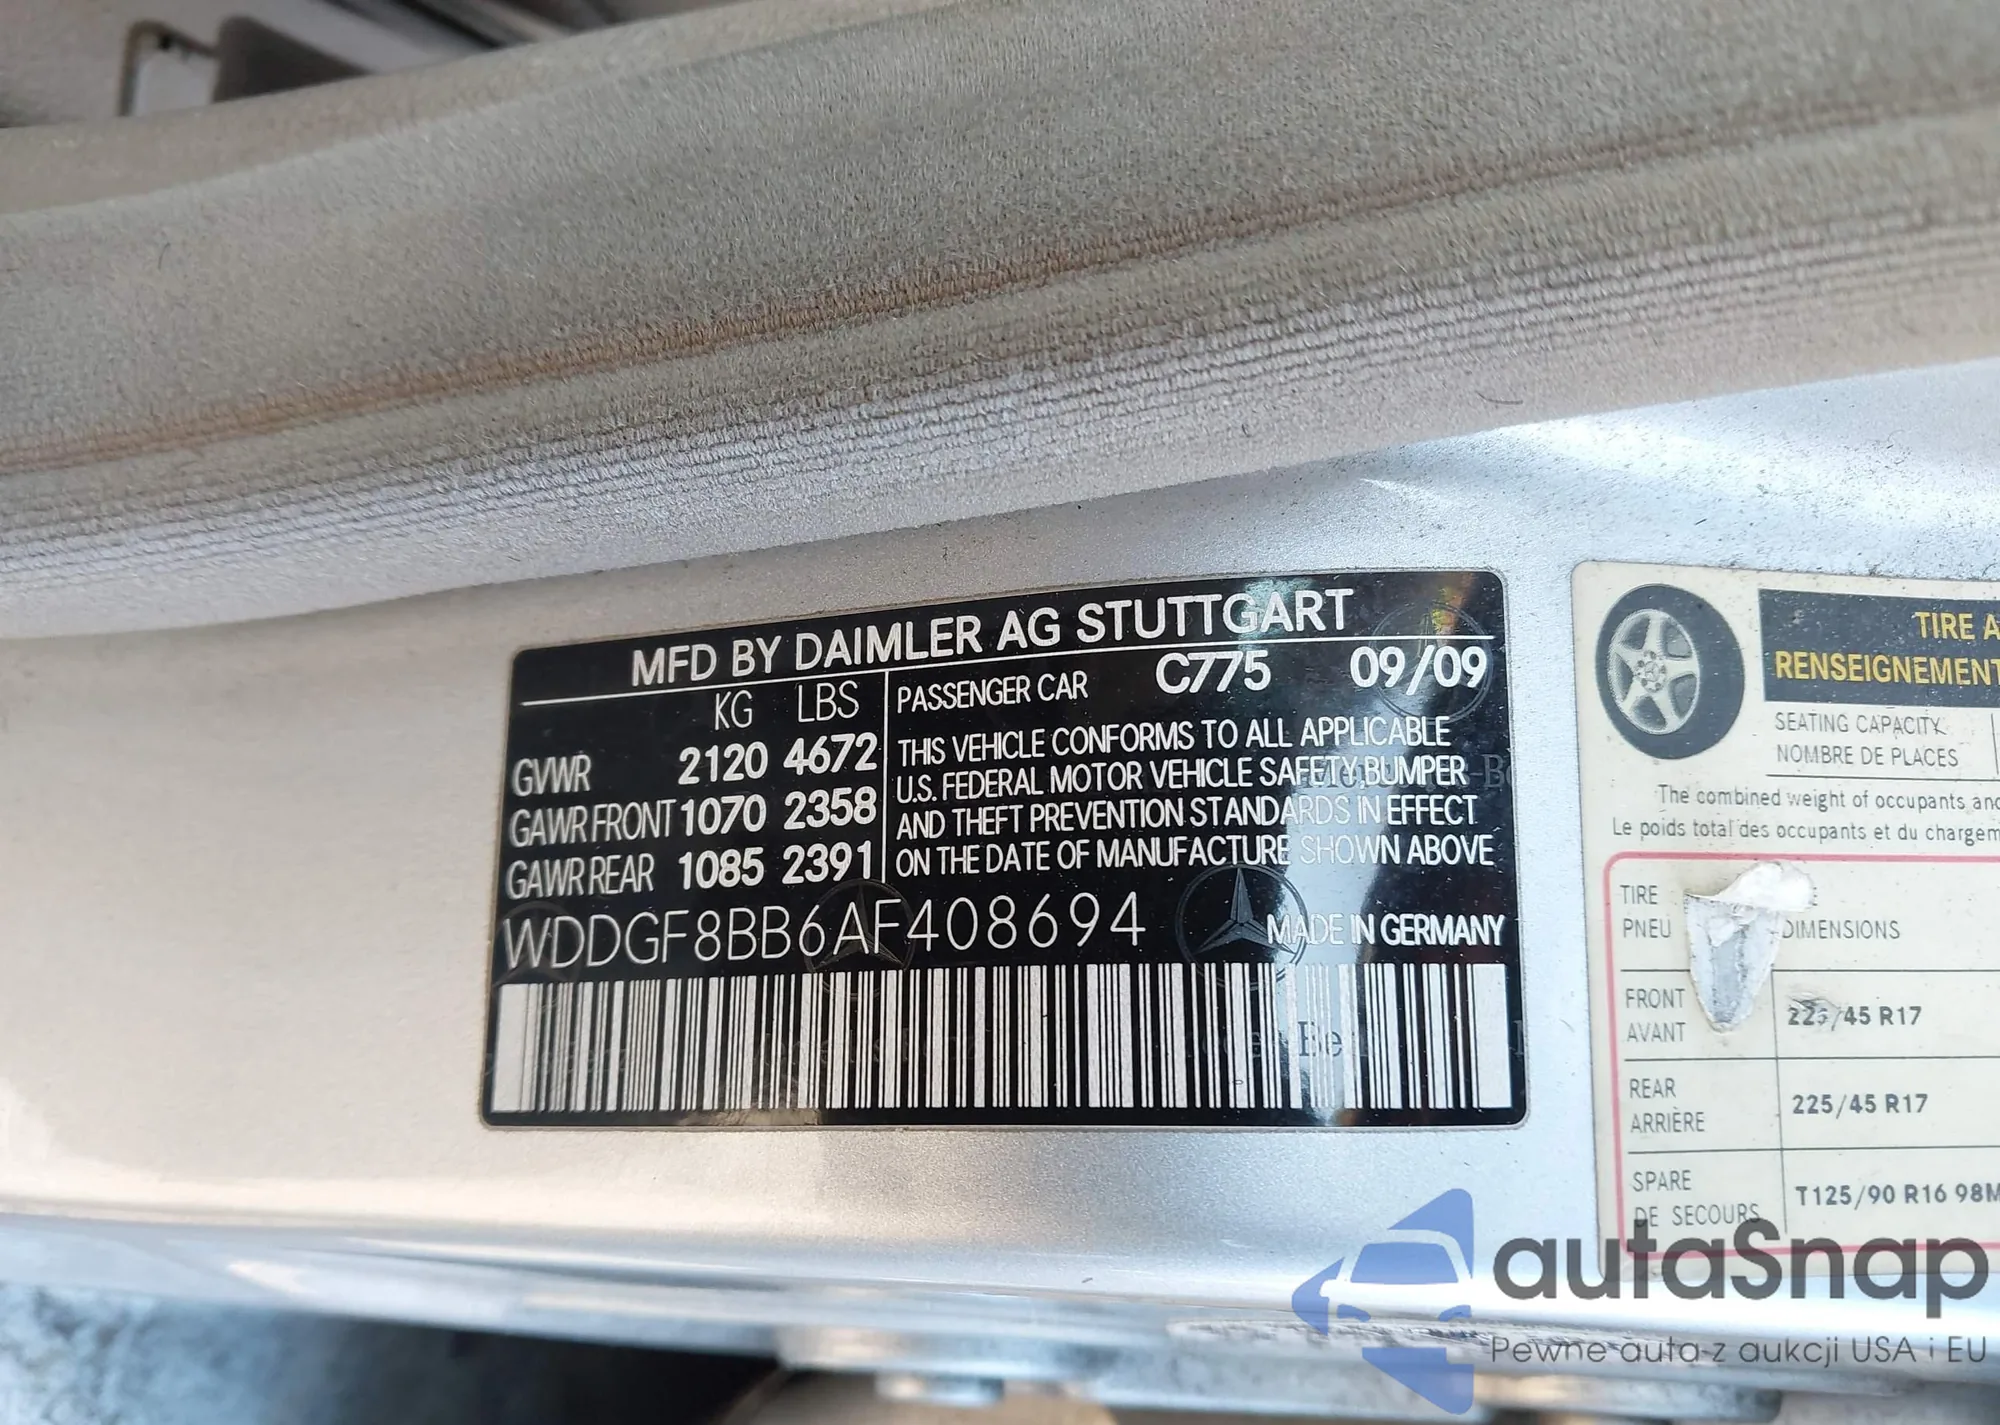 MFD BY DAIMLER AG STUTTGART
KG LBS
GVWR 2120 4672
GAWR FRONT 1070 2358
GAWR REAR 1085 2391
PASSENGER CAR C775 09/09
THIS VEHICLE CONFORMS TO ALL APPLICABLE
U.S. FEDERAL MOTOR VEHICLE SAFETY, BUMPER
AND THEFT PREVENTION STANDARDS IN EFFECT
ON THE DATE OF MANUFACTURE SHOWN ABOVE
WDDGF8BB6AF408694
MADE IN GERMANY
TIRE
RENSEIGNEMENT
SEATING CAPACITY
NOMBRE DE PLACES
The combined weight of occupants
Le poids total des occupants et du
TIRE
PNEU DIMENSIONS
FRONT
AVANT 225/45 R17
REAR
ARRIÈRE 225/45 R17
SPARE
DE SECOURS T125/90 R16 98M
autaSnap
Pewne auta z aukcji USA i EU